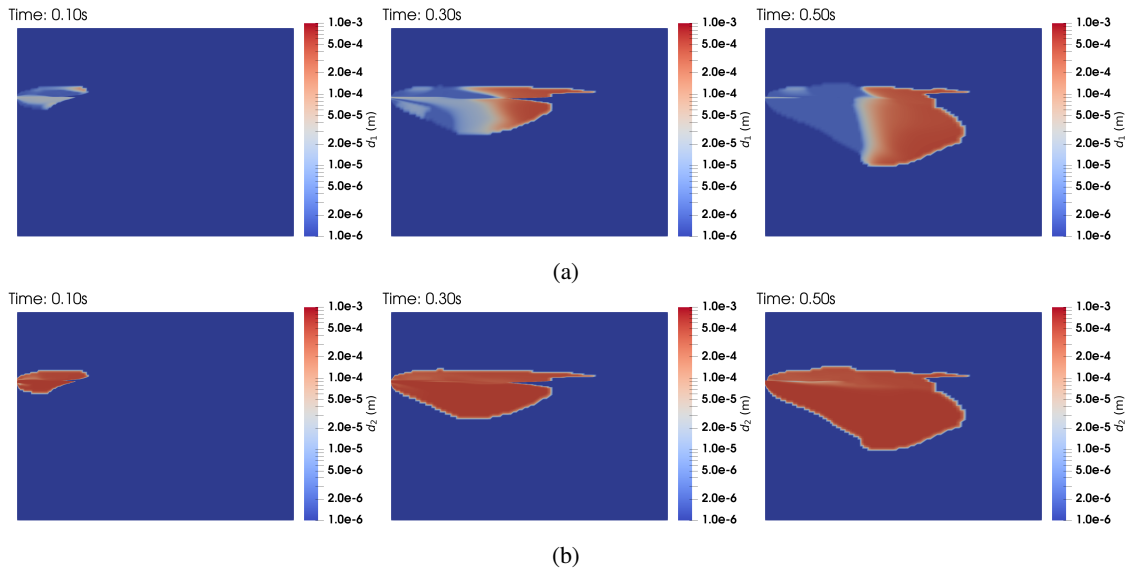 Time: 0.10s
1.0e-3
5.0e-4
2.0e-4
1.0e-4
5.0e-5
2.0e-5
1.0e-5
5.0e-6
2.0e-6
1.0e-6
d₁ (m)
Time: 0.30s
1.0e-3
5.0e-4
2.0e-4
1.0e-4
5.0e-5
2.0e-5
1.0e-5
5.0e-6
2.0e-6
1.0e-6
d₁ (m)
Time: 0.50s
1.0e-3
5.0e-4
2.0e-4
1.0e-4
5.0e-5
2.0e-5
1.0e-5
5.0e-6
2.0e-6
1.0e-6
d₁ (m)
(a)
Time: 0.10s
1.0e-3
5.0e-4
2.0e-4
1.0e-4
5.0e-5
2.0e-5
1.0e-5
5.0e-6
2.0e-6
1.0e-6
d₂ (m)
Time: 0.30s
1.0e-3
5.0e-4
2.0e-4
1.0e-4
5.0e-5
2.0e-5
1.0e-5
5.0e-6
2.0e-6
1.0e-6
d₂ (m)
Time: 0.50s
1.0e-3
5.0e-4
2.0e-4
1.0e-4
5.0e-5
2.0e-5
1.0e-5
5.0e-6
2.0e-6
1.0e-6
d₂ (m)
(b)